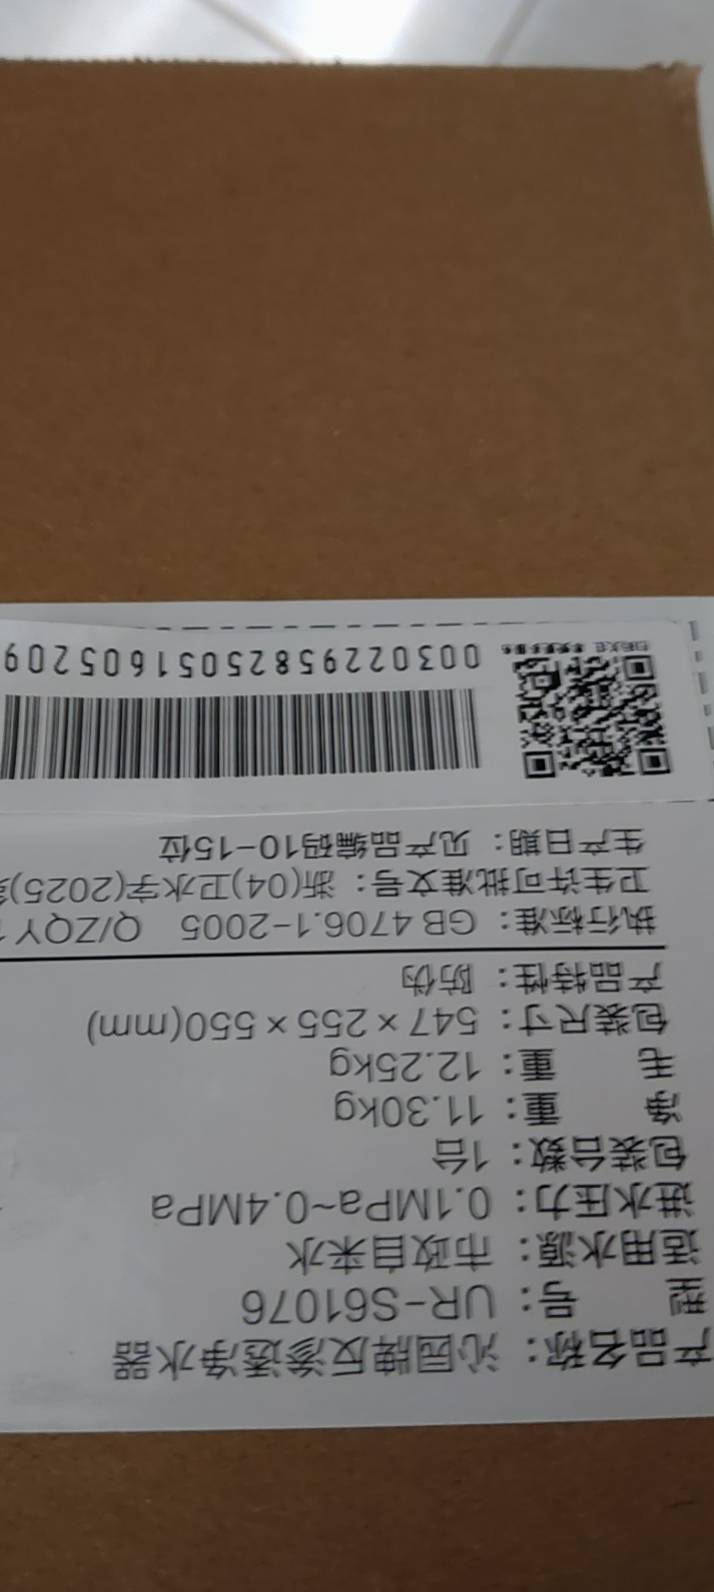 产品名称：沁园牌反渗透净水器
型 号：UR-S61076
适用水源：市政自来水
进水压力：0.1MPa~0.4MPa
包装台数：1台
净 重：11.30kg
毛 重：12.25kg
包装尺寸：547×255×550(mm)
产品特性：防伪
执行标准：GB 4706.1-2005 Q/ZQY
卫生许可批准文号：浙(04)卫水字(2025)第
生产日期：见产品编码10-15位
00302295825051605209